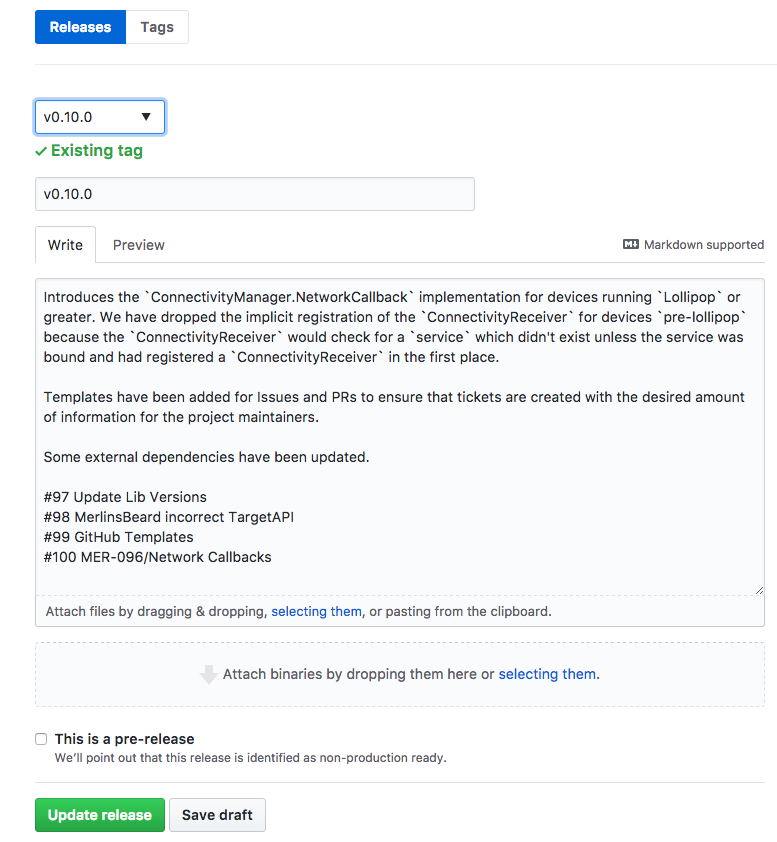 Releases Tags
v0.10.0
Existing tag
v0.10.0
Write Preview Markdown supported
Introduces the `ConnectivityManager.NetworkCallback` implementation for devices running `Lollipop` or
greater. We have dropped the implicit registration of the `ConnectivityReceiver` for devices `pre-lollipop`
because the `ConnectivityReceiver` would check for a `service` which didn't exist unless the service was
bound and had registered a `ConnectivityReceiver` in the first place.
Templates have been added for Issues and PRs to ensure that tickets are created with the desired amount
of information for the project maintainers.
Some external dependencies have been updated.
#97 Update Lib Versions
#98 MerlinsBeard incorrect TargetAPI
#99 GitHub Templates
#100 MER-096/Network Callbacks
Attach files by dragging & dropping, selecting them, or pasting from the clipboard.
Attach binaries by dropping them here or selecting them.
This is a pre-release
We’ll point out that this release is identified as non-production ready.
Update release Save draft